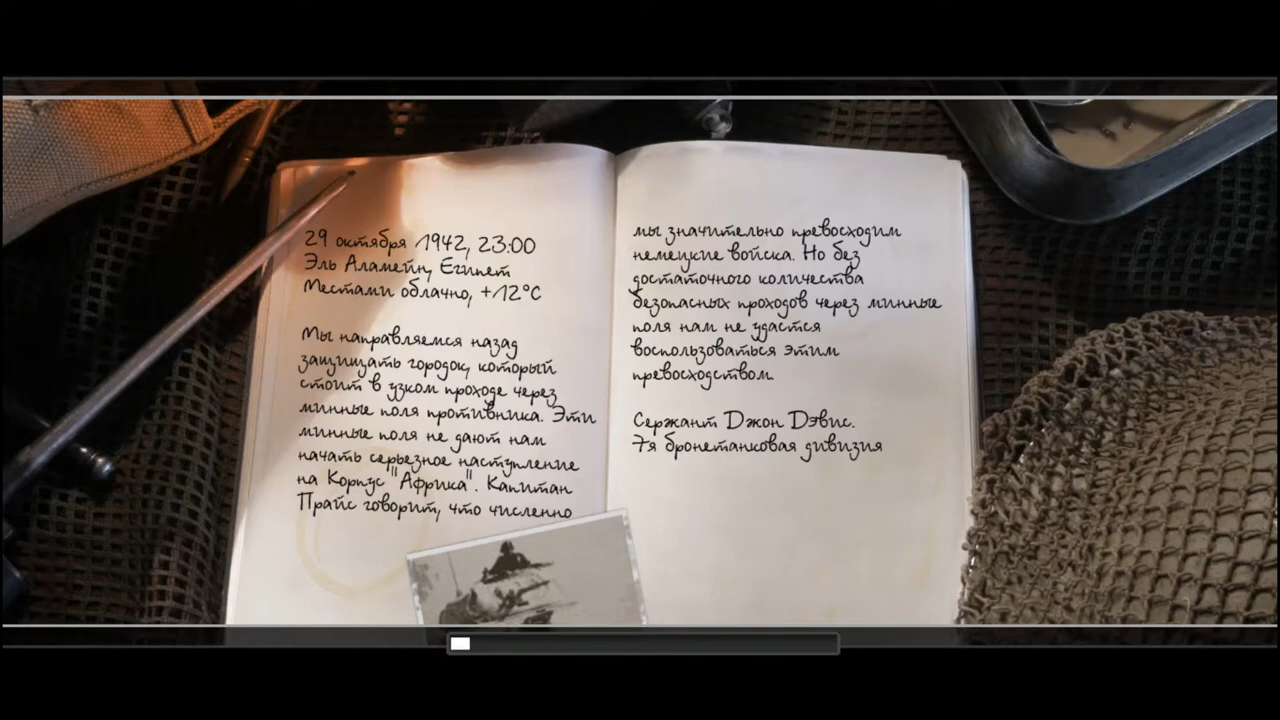 29 октября 1942, 23:00
Эль Аламейн, Египет
Местами облачно, +12°С
Мы направляемся назад
защищать городок, который
стоит в узком проходе через
минные поля противника. Эти
минные поля не дают нам
начать серьезное наступление
на Корпус "Африка". Капитан
Прайс говорит, что численно
мы значительно превосходим
немецкие войска. Но без
достаточного количества
безопасных проходов через минные
поля нам не удастся
воспользоваться этим
превосходством.
Сержант Джон Дэвис.
7я бронетанковая дивизия